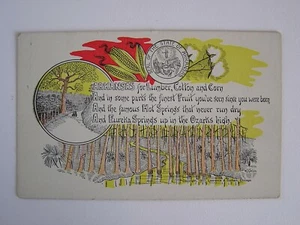 ARKANSAS for Lumber, Cotton and Corn
And in some parts the finest Fruit you've seen since you were born
And the famous Hot Springs that never run dry
And Eureka Springs up in the Ozarks high